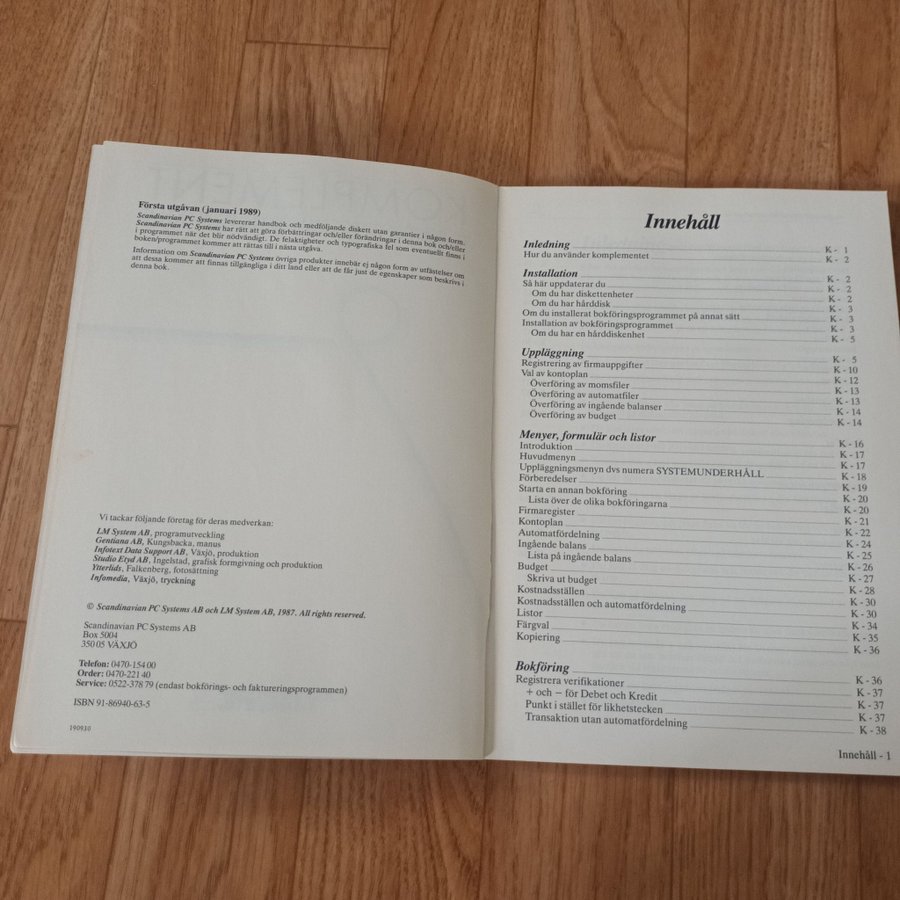 Första utgåvan (januari 1989)
Scandinavian PC Systems levererar handbok och medföljande diskett utan garantier i någon form.
Scandinavian PC Systems har rätt att göra förbättringar och/eller förändringar i denna bok och/eller
i programmet när det blir nödvändigt. De felaktigheter och typografiska fel som eventuellt finns i
boken/programmet kommer att rättas till i nästa utgåva.
Information om Scandinavian PC Systems övriga produkter innebär ej någon form av utfästelser om
att dessa kommer att finnas tillgängliga i ditt land eller att de får just de egenskaper som beskrivs i
denna bok.
Vi tackar följande företag för deras medverkan:
LM System AB, programutveckling
Gentiana AB, Kungsbacka, manus
Infotext Data Support AB, Växjö, produktion
Studio Etyd AB, Ingelstad, grafisk formgivning och produktion
Ytterlids, Falkenberg, fotosättning
Infomedia, Växjö, tryckning
© Scandinavian PC Systems AB och LM System AB, 1987. All rights reserved.
Scandinavian PC Systems AB
Box 5004
350 05 VÄXJÖ
Telefon: 0470-154 00
Order: 0470-221 40
Service: 0522-378 79 (endast bokförings- och faktureringsprogrammen)
ISBN 91-86940-63-5
190910
Innehåll
Inledning K - 1
Hur du använder komplementet K - 2
Installation K - 2
Så här uppdaterar du K - 2
Om du har diskettenheter K - 2
Om du har hårddisk K - 3
Om du installerat bokföringsprogrammet på annat sätt K - 3
Installation av bokföringsprogrammet K - 3
Om du har en hårddiskenhet K - 5
Uppläggning K - 5
Registrering av firmauppgifter K - 10
Val av kontoplan K - 12
Överföring av momsfiler K - 13
Överföring av automatfiler K - 13
Överföring av ingående balanser K - 14
Överföring av budget K - 14
Menyer, formulär och listor K - 16
Introduktion K - 17
Huvudmenyn K - 17
Uppläggningsmenyn dvs numera SYSTEMUNDERHÅLL K - 18
Förberedelser K - 19
Starta en annan bokföring K - 20
Lista över de olika bokföringarna K - 20
Firmaregister K - 21
Kontoplan K - 22
Automatfördelning K - 24
Ingående balans K - 25
Lista på ingående balans K - 26
Budget K - 27
Skriva ut budget K - 28
Kostnadsställen K - 30
Kostnadsställen och automatfördelning K - 30
Listor K - 34
Färgval K - 35
Kopiering K - 36
Bokföring K - 36
Registrera verifikationer K - 37
+ och − för Debet och Kredit K - 37
Punkt i stället för likhetstecken K - 37
Transaktion utan automatfördelning K - 38
Innehåll - 1